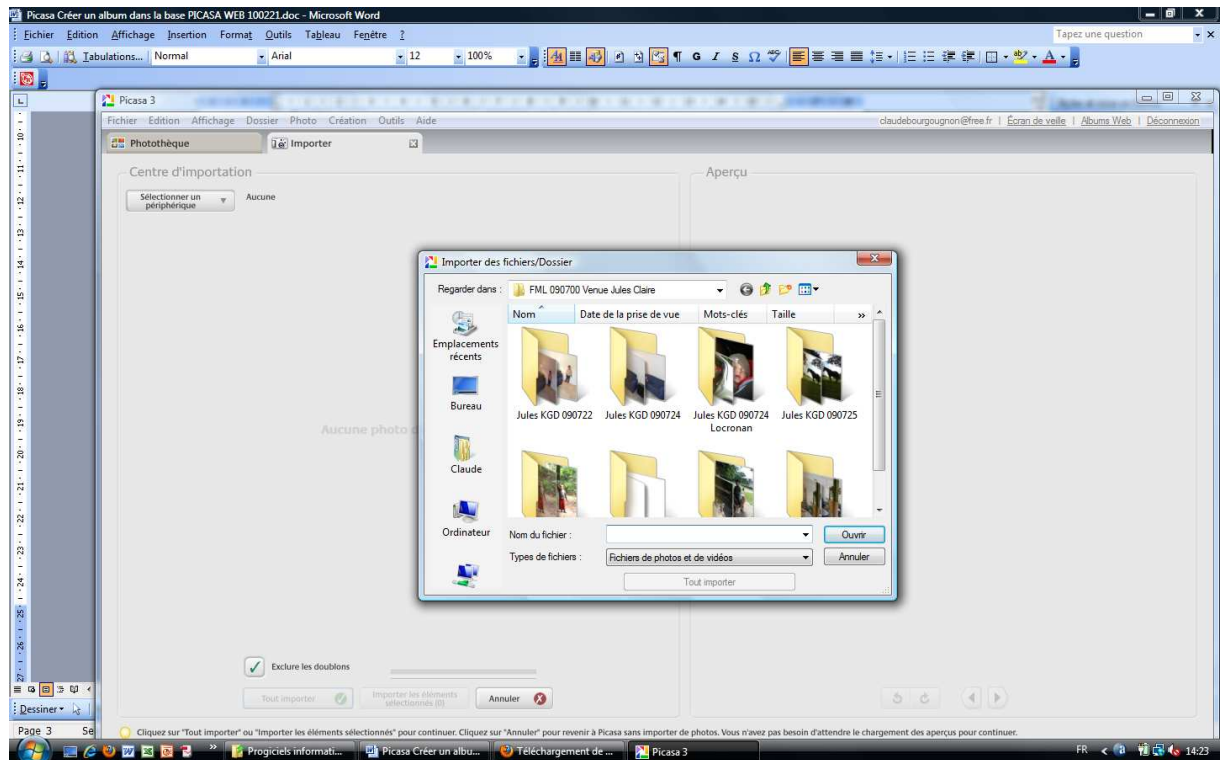 Picasa Créer un album dans la base PICASA WEB 100221.doc - Microsoft Word
Fichier Edition Affichage Insertion Format Outils Tableau Fenêtre ?
Tapez une question
Tabulations... Normal Arial 12 100% G I S Ω ¶
Picasa 3
Fichier Edition Affichage Dossier Photo Création Outils Aide
claudebourgougnon@free.fr | Écran de veille | Albums Web | Déconnexion
Photothèque Importer
Centre d'importation
Aperçu
Sélectionner un périphérique
Aucune
Importer des fichiers/Dossier
Regarder dans : FML 090700 Venue Jules Claire
Nom Date de la prise de vue Mots-clés Taille »
Emplacements récents
Bureau
Claude
Ordinateur
Jules KGD 090722
Jules KGD 090724
Jules KGD 090724 Locronan
Jules KGD 090725
Aucune photo
Nom du fichier :
Ouvrir
Types de fichiers : Fichiers de photos et de vidéos
Annuler
Tout importer
Exclure les doublons
Tout importer
Importer les éléments sélectionnés (0)
Annuler
Dessiner
Page 3 Se
Cliquez sur "Tout importer" ou "Importer les éléments sélectionnés" pour continuer. Cliquez sur "Annuler" pour revenir à Picasa sans importer de photos. Vous n'avez pas besoin d'attendre le chargement des aperçus pour continuer.
Progiciels informati... Picasa Créer un albu... Téléchargement de ... Picasa 3
FR 14:23